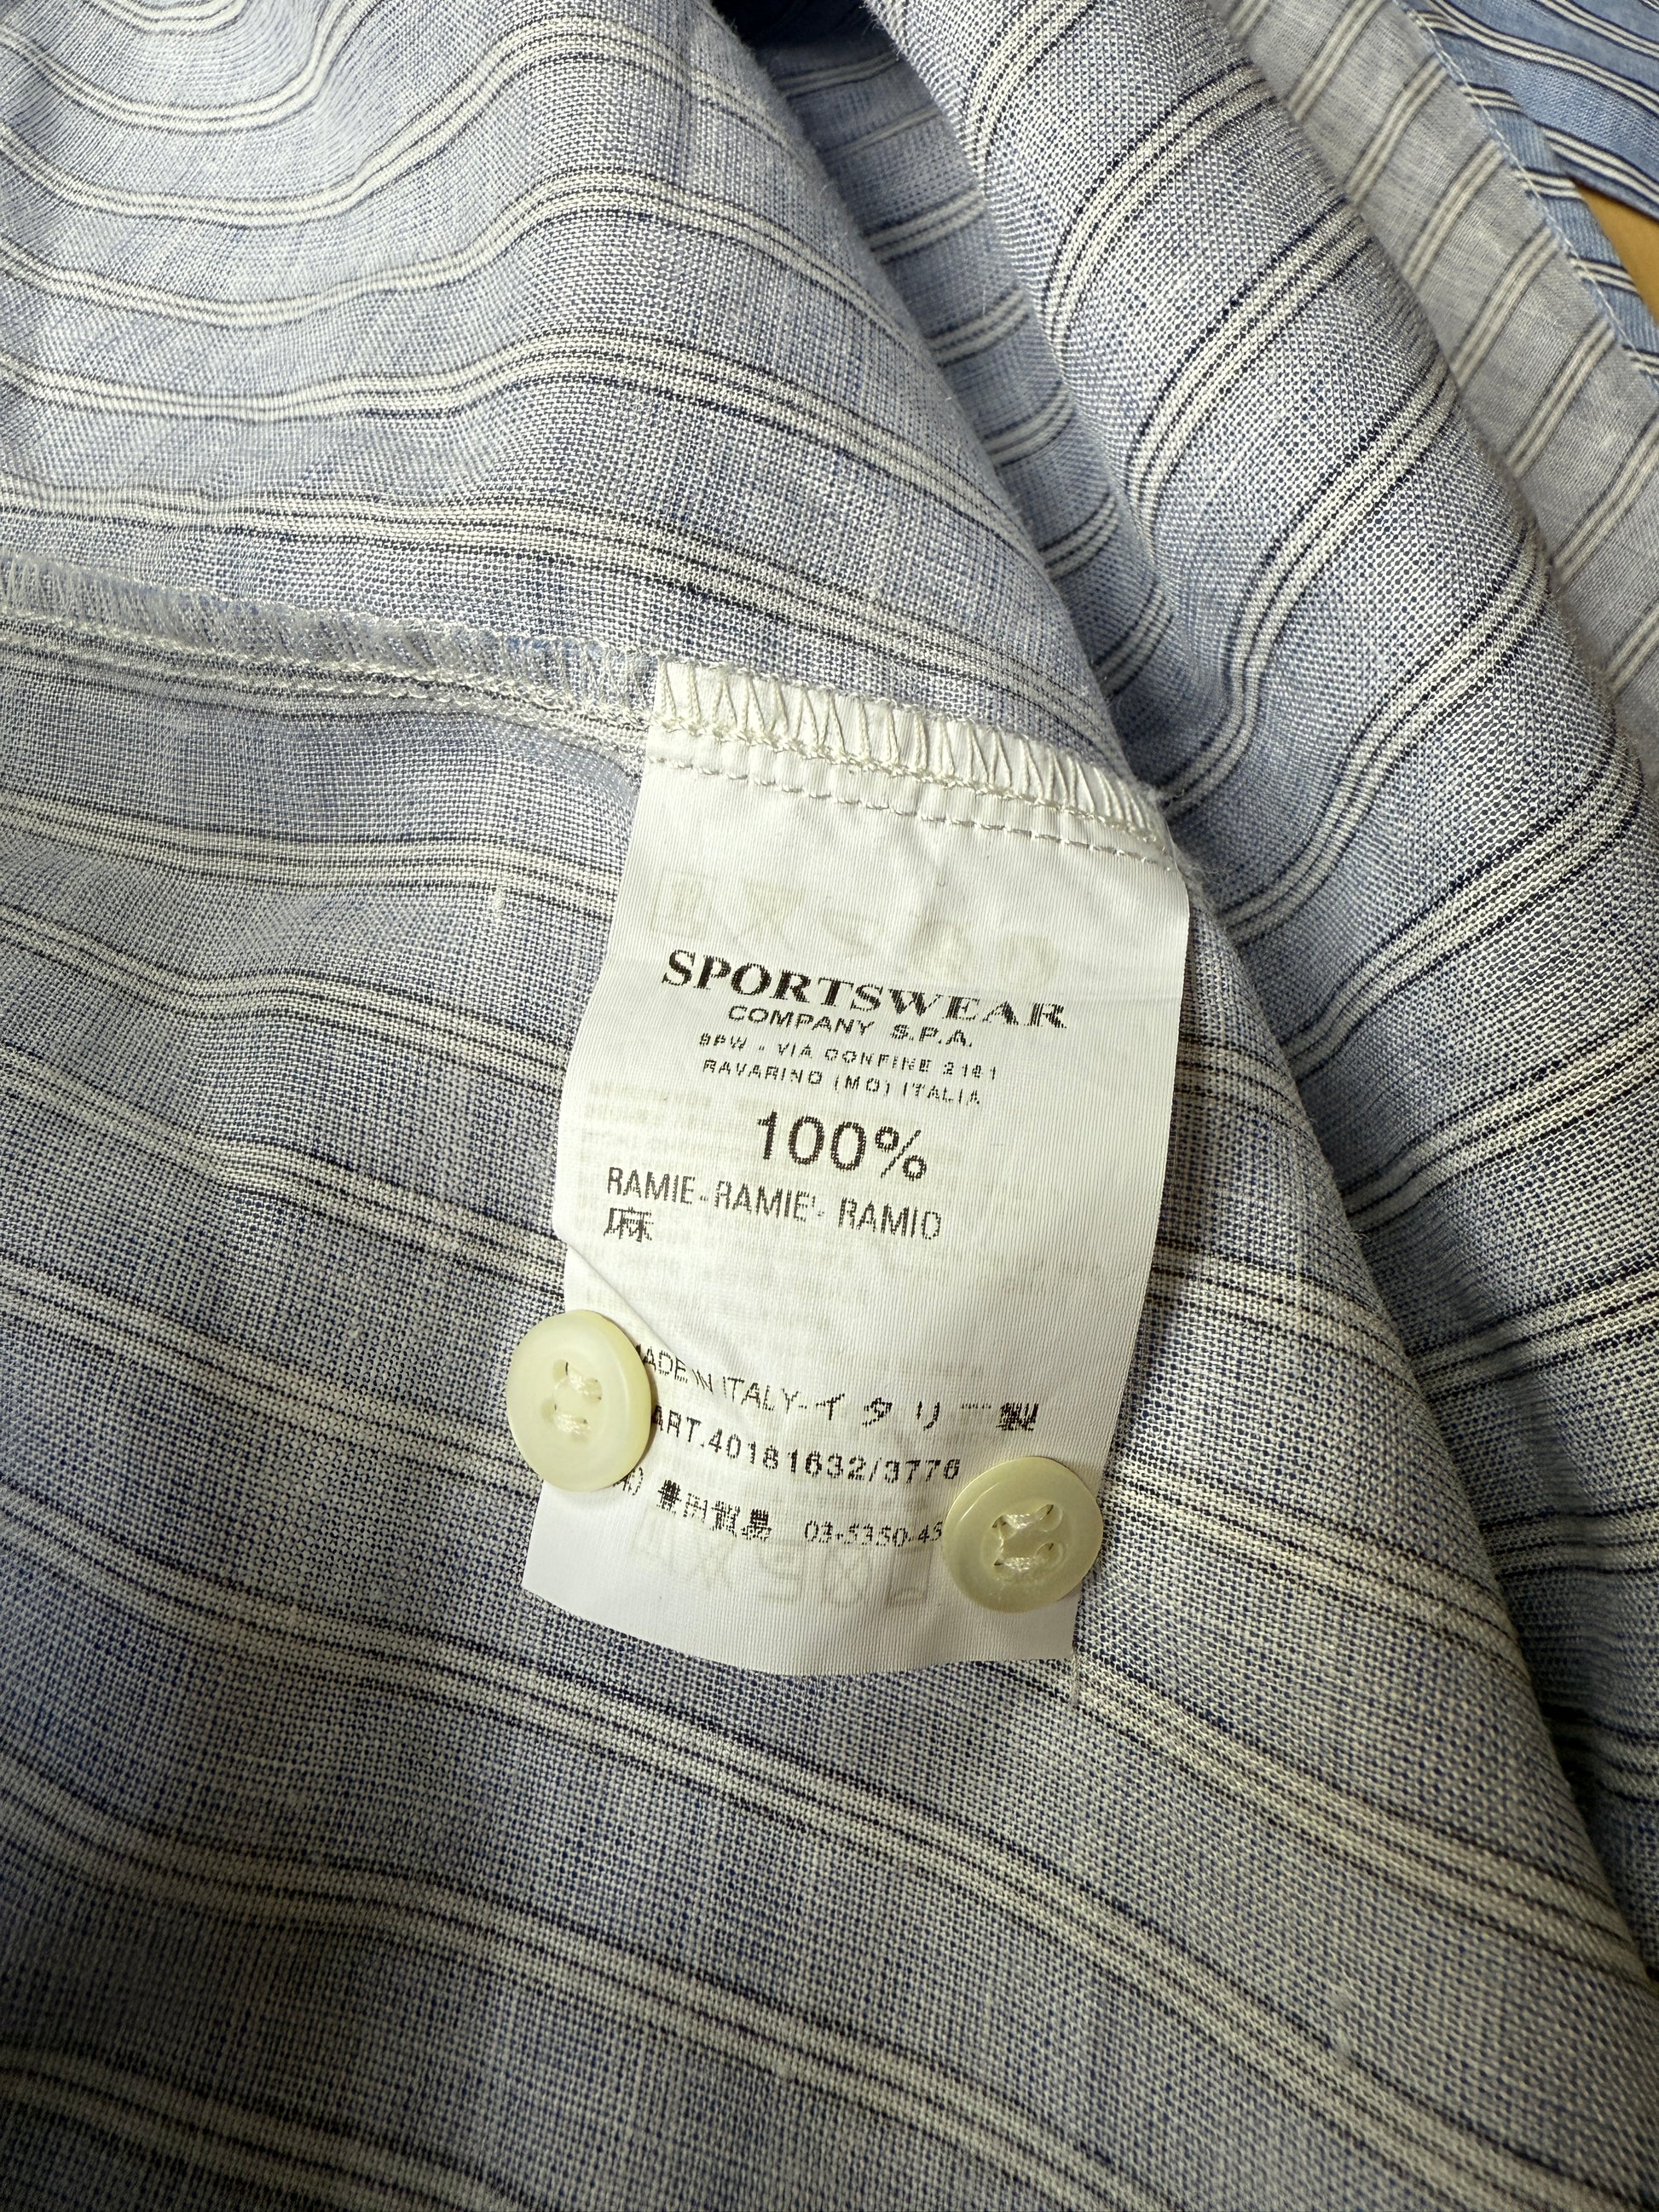 SPORTSWEAR
COMPANY S.P.A.
SPW - VIA CONFINE 2161
RAVARINO (MO) ITALIA
100%
RAMIE-RAMIE'- RAMIO
麻
ADE IN ITALY-イタリー製
ART.40181632/3776
豊田貿易 03-5350-43